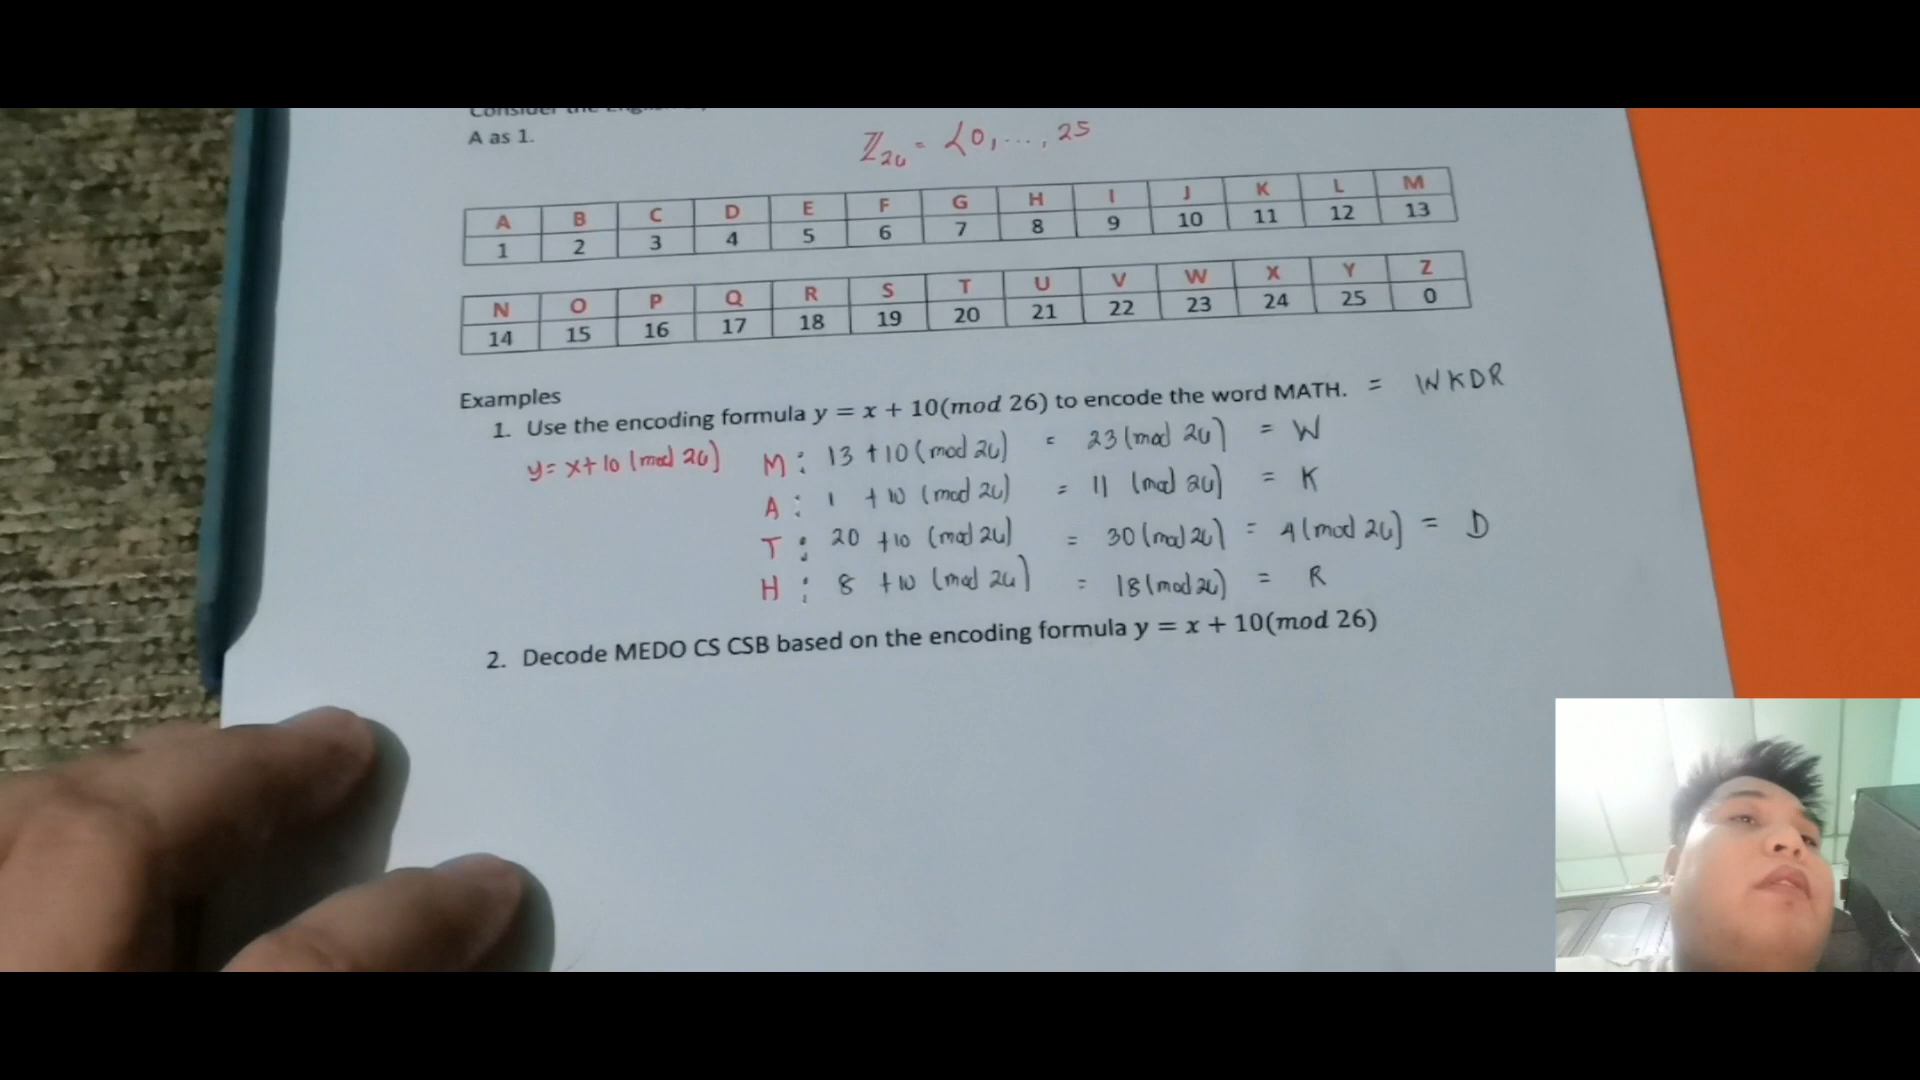 A as 1.
ℤ26 = {0, ..., 25
A B C D E F G H I J K L M
1 2 3 4 5 6 7 8 9 10 11 12 13
N O P Q R S T U V W X Y Z
14 15 16 17 18 19 20 21 22 23 24 25 0
Examples
1. Use the encoding formula y = x + 10(mod 26) to encode the word MATH. = WKDR
y = x + 10 (mod 26) M : 13 + 10 (mod 26) = 23 (mod 26) = W
A : 1 + 10 (mod 26) = 11 (mod 26) = K
T : 20 + 10 (mod 26) = 30 (mod 26) = 4 (mod 26) = D
H : 8 + 10 (mod 26) = 18 (mod 26) = R
2. Decode MEDO CS CSB based on the encoding formula y = x + 10(mod 26)